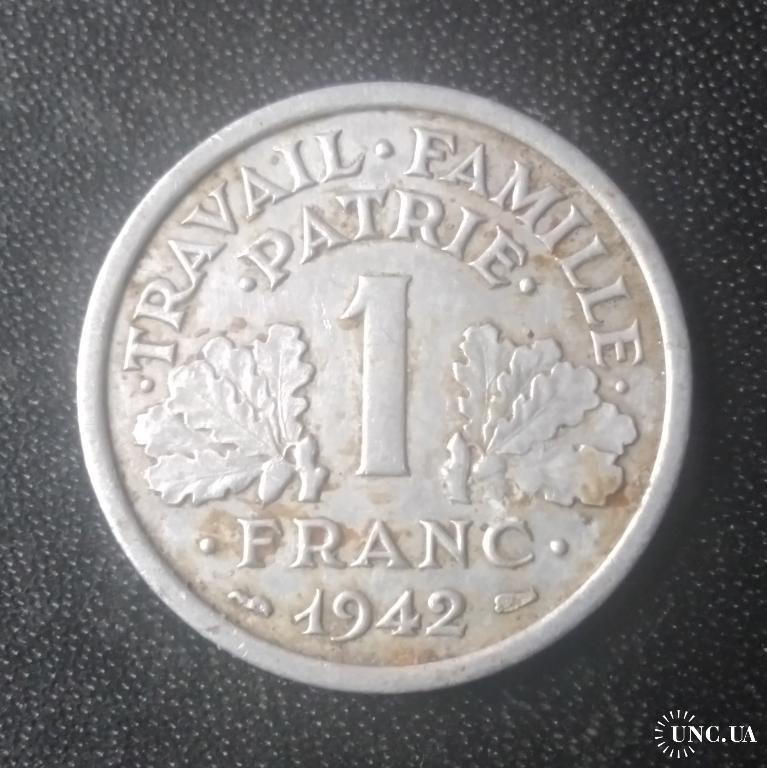 · TRAVAIL · FAMILLE ·
· PATRIE ·
1
· FRANC ·
1942
UNC.UA